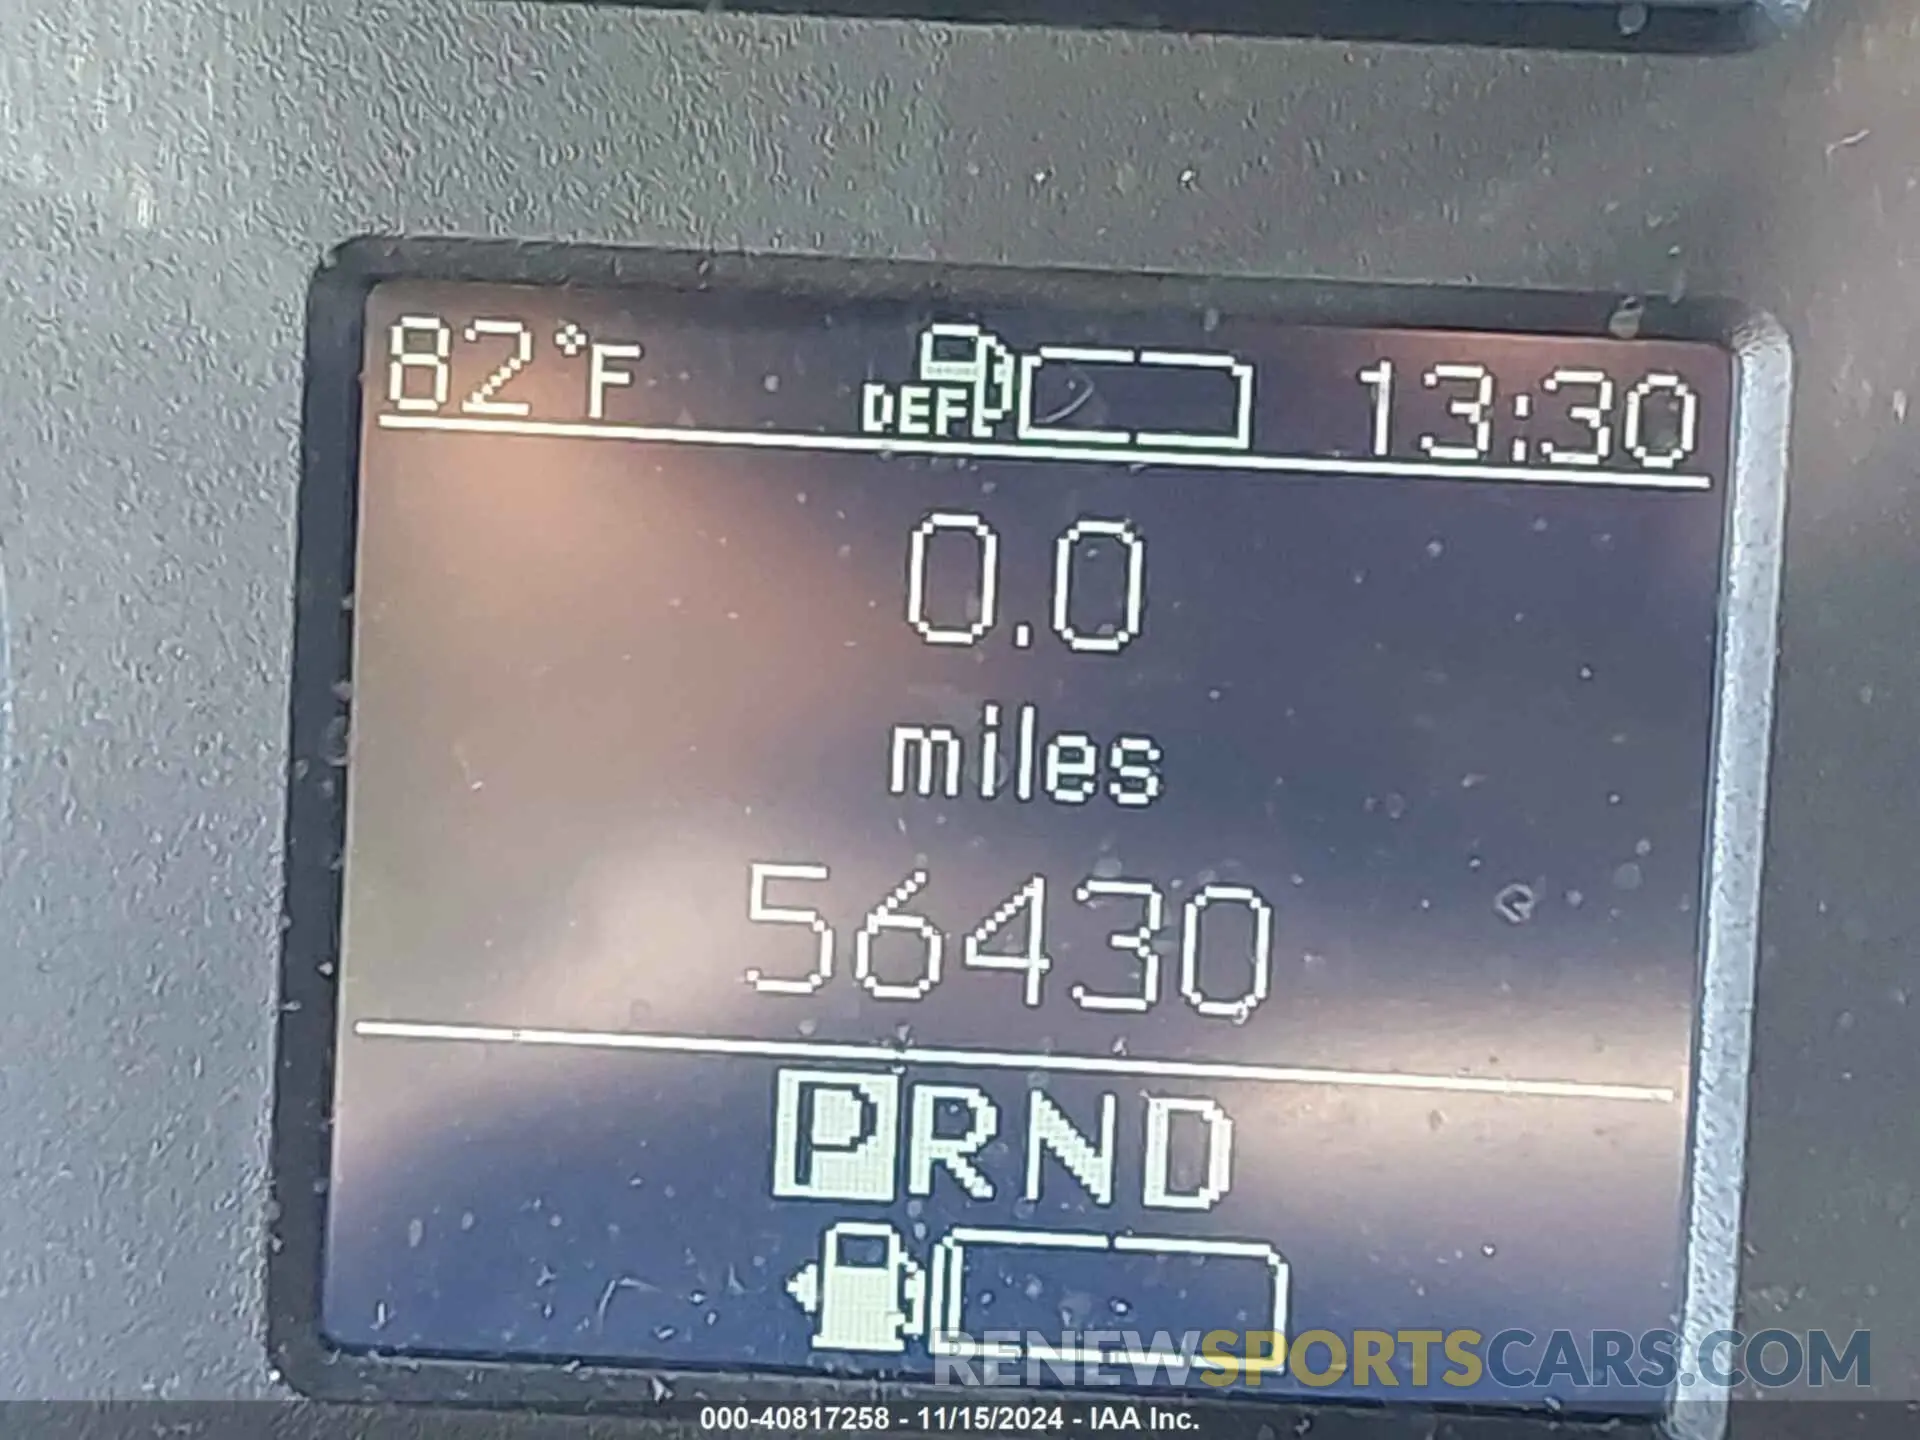 82°F DEF 13:30
0.0
miles
56430
PRND
RENEWSPORTSCARS.COM
000-40817258 - 11/15/2024 - IAA Inc.